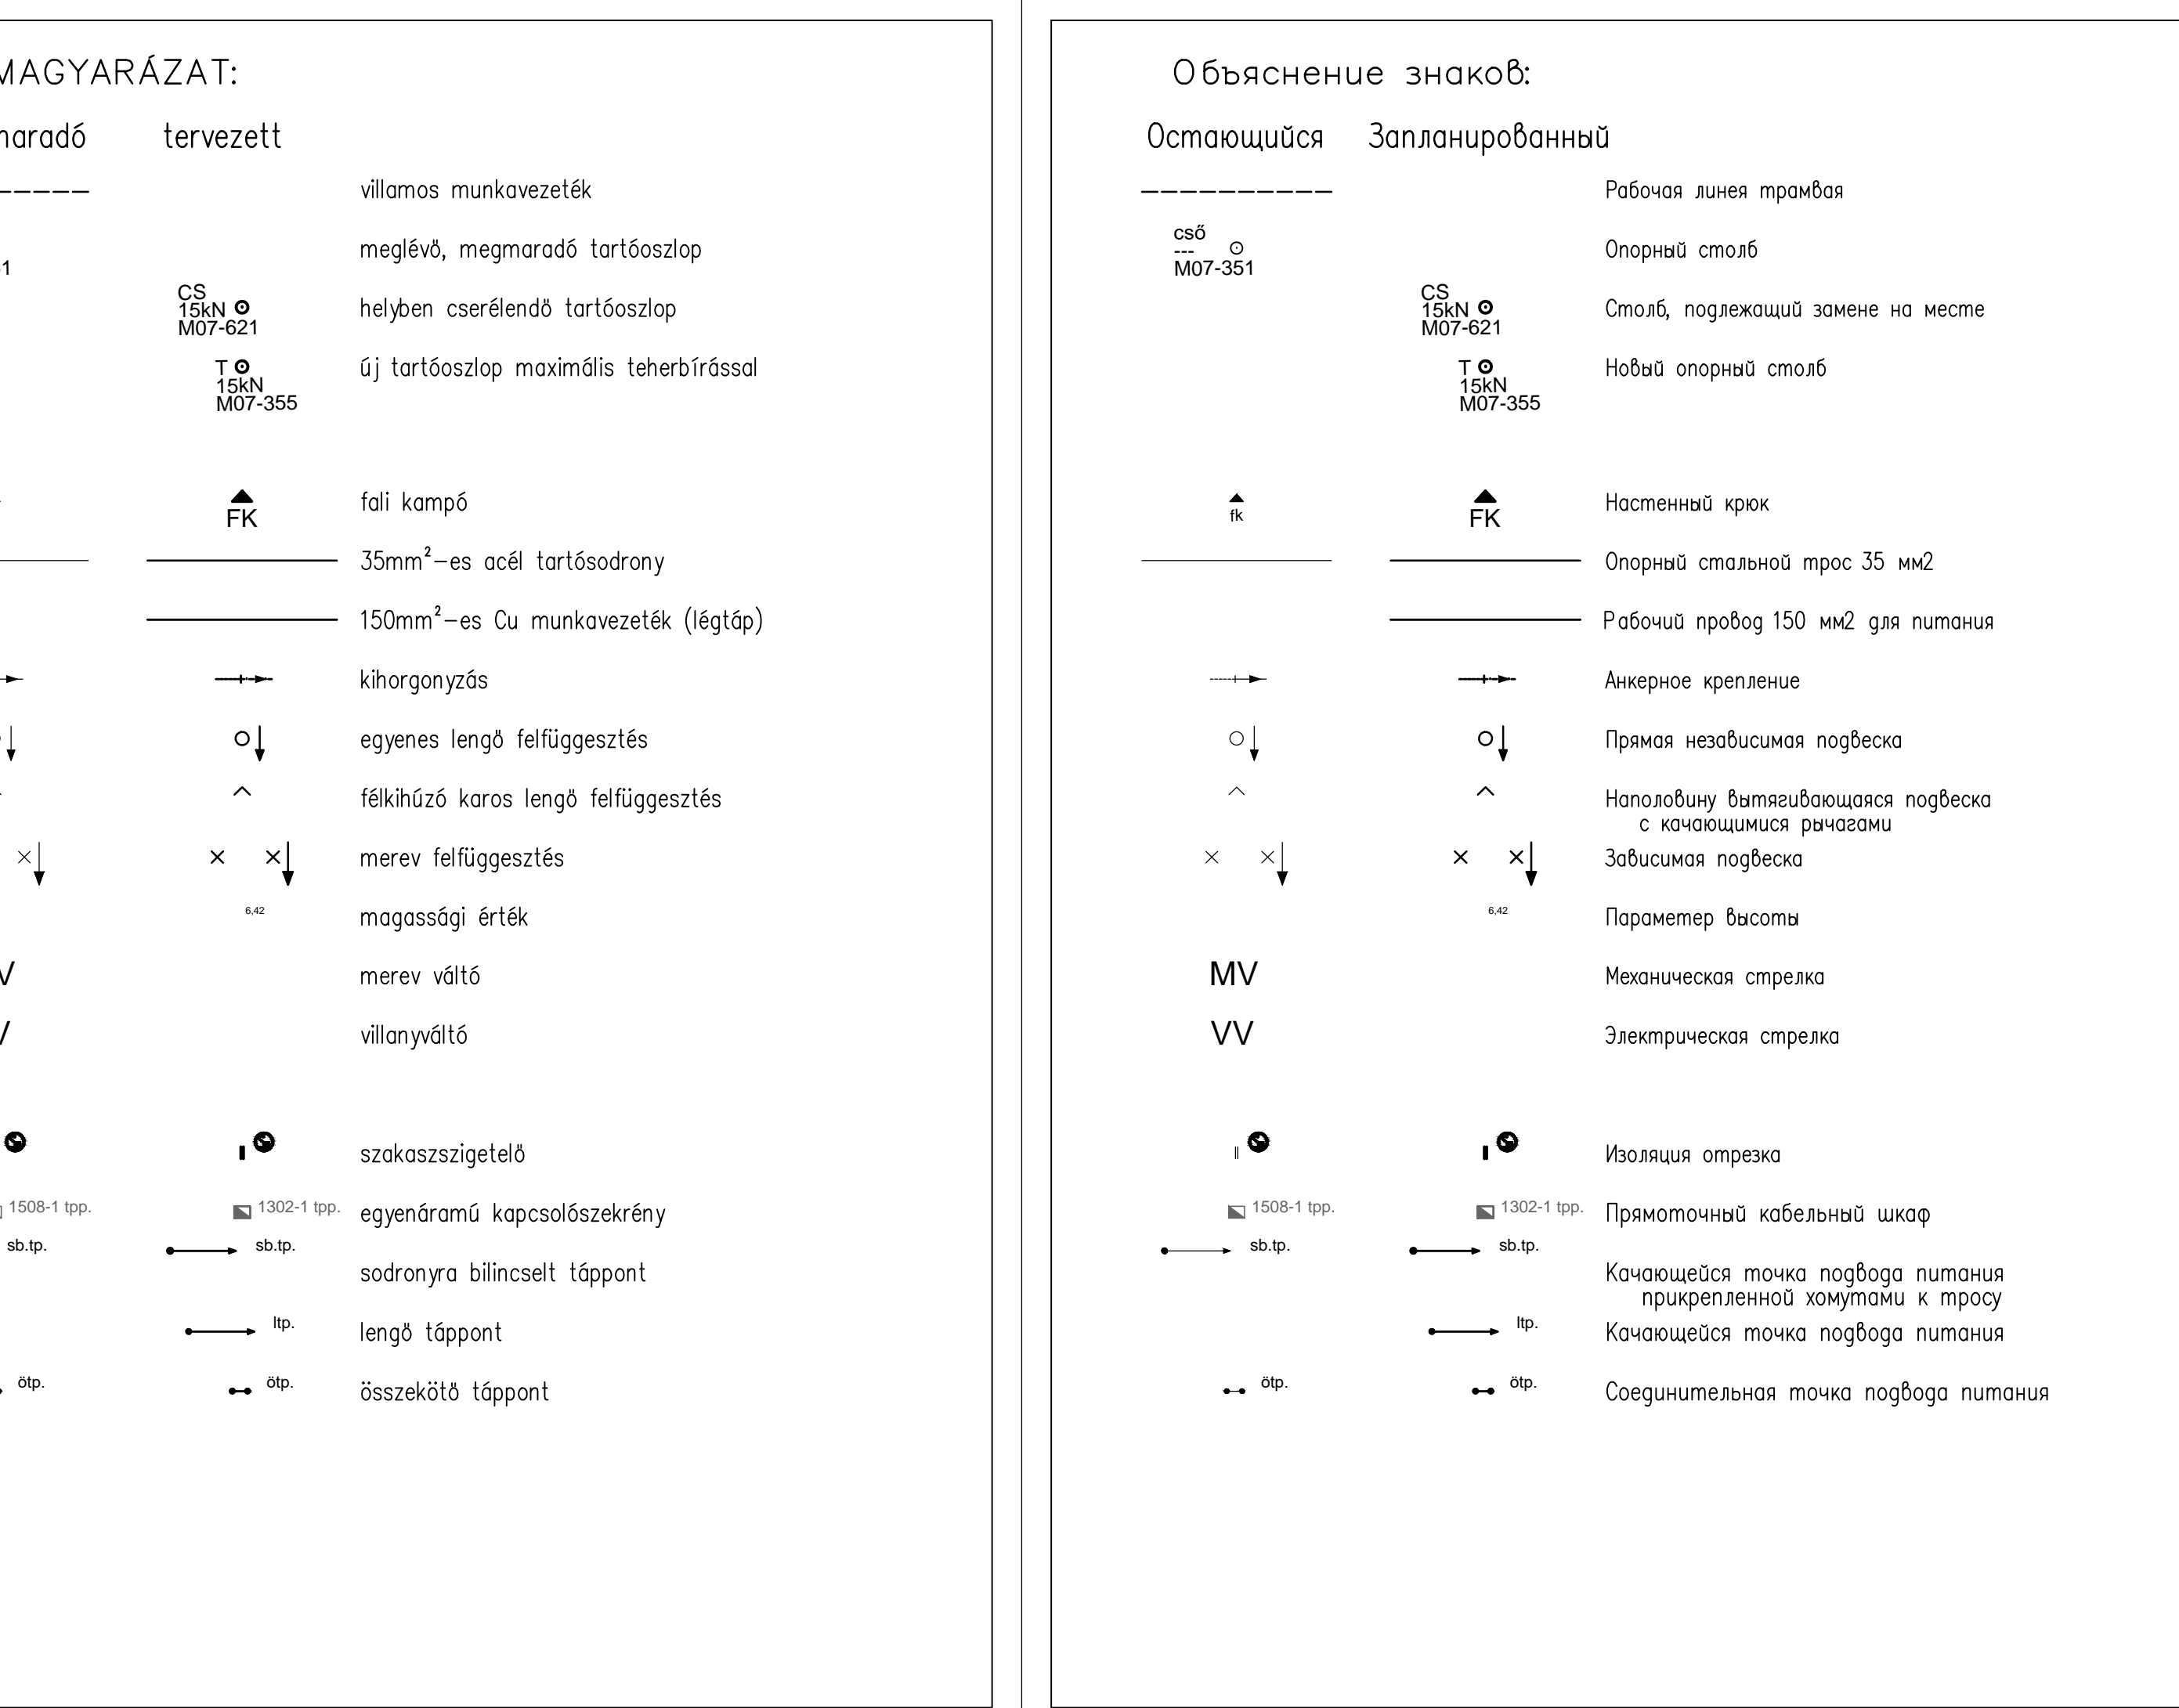 MAGYARÁZAT:
maradó tervezett
villamos munkavezeték
meglévő, megmaradó tartóoszlop
CS
15kN
M07-621
helyben cserélendő tartóoszlop
T
15kN
M07-355
új tartóoszlop maximális teherbírással
FK
fali kampó
35mm²-es acél tartósodrony
150mm²-es Cu munkavezeték (légtáp)
kihorgonyzás
egyenes lengő felfüggesztés
félkihúzó karos lengő felfüggesztés
merev felfüggesztés
6,42
magassági érték
merev váltó
villanyváltó
szakaszszigetelő
1508-1 tpp. 1302-1 tpp. egyenáramú kapcsolószekrény
sb.tp. sb.tp.
sodronyra bilincselt táppont
ltp. lengő táppont
ötp. ötp. összekötő táppont
Объяснение знаков:
Остающийся Запланированный
Рабочая линея трамвая
cső
---
M07-351
Опорный столб
CS
15kN
M07-621
Столб, подлежащий замене на месте
T
15kN
M07-355
Новый опорный столб
fk FK Настенный крюк
Опорный стальной трос 35 мм2
Рабочий провод 150 мм2 для питания
Анкерное крепление
Прямая независимая подвеска
Наполовину вытягивающаяся подвеска
с качающимися рычагами
Зависимая подвеска
6,42
Параметер высоты
MV Механическая стрелка
VV Электрическая стрелка
Изоляция отрезка
1508-1 tpp. 1302-1 tpp. Прямоточный кабельный шкаф
sb.tp. sb.tp.
Качающейся точка подвода питания
прикрепленной хомутами к тросу
ltp. Качающейся точка подвода питания
ötp. ötp. Соединительная точка подвода питания